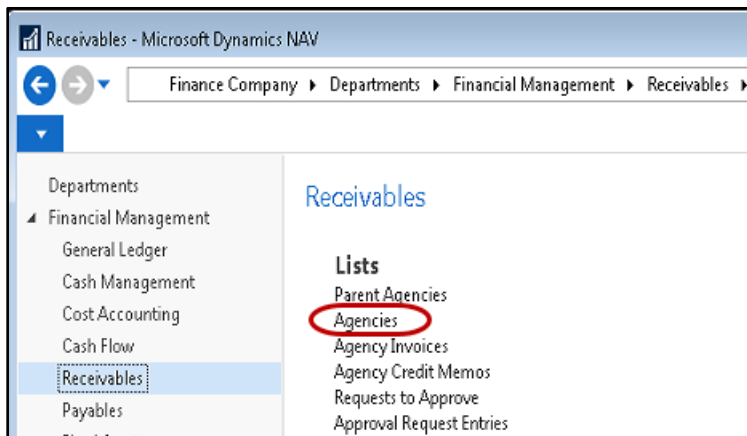 Receivables - Microsoft Dynamics NAV
Finance Company ▸ Departments ▸ Financial Management ▸ Receivables ▸
Departments
Financial Management
General Ledger
Cash Management
Cost Accounting
Cash Flow
Receivables
Payables
Receivables
Lists
Parent Agencies
Agencies
Agency Invoices
Agency Credit Memos
Requests to Approve
Approval Request Entries